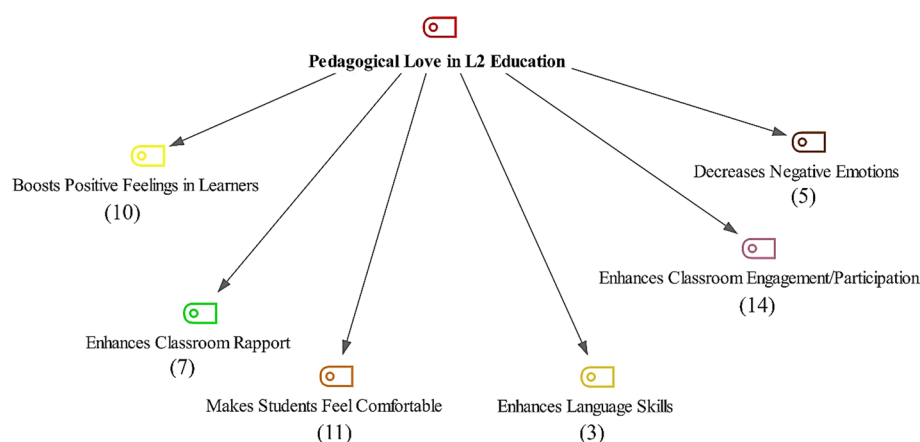 Pedagogical Love in L2 Education
Decreases Negative Emotions
(5)
Boosts Positive Feelings in Learners
(10)
Enhances Classroom Engagement/Participation
(14)
Enhances Classroom Rapport
(7)
Makes Students Feel Comfortable
(11)
Enhances Language Skills
(3)